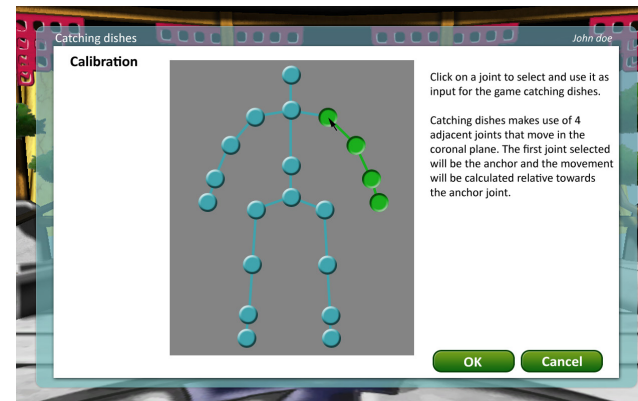 Catching dishes
John doe
Calibration
Click on a joint to select and use it as
input for the game catching dishes.
Catching dishes makes use of 4
adjacent joints that move in the
coronal plane. The first joint selected
will be the anchor and the movement
will be calculated relative towards
the anchor joint.
OK
Cancel